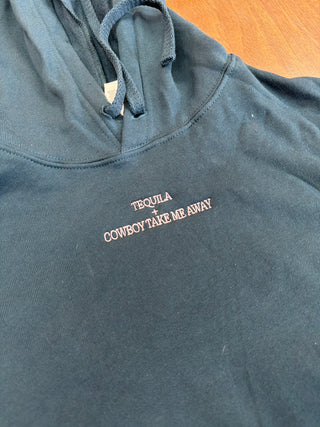 TEQUILA
+
COWBOY TAKE ME AWAY